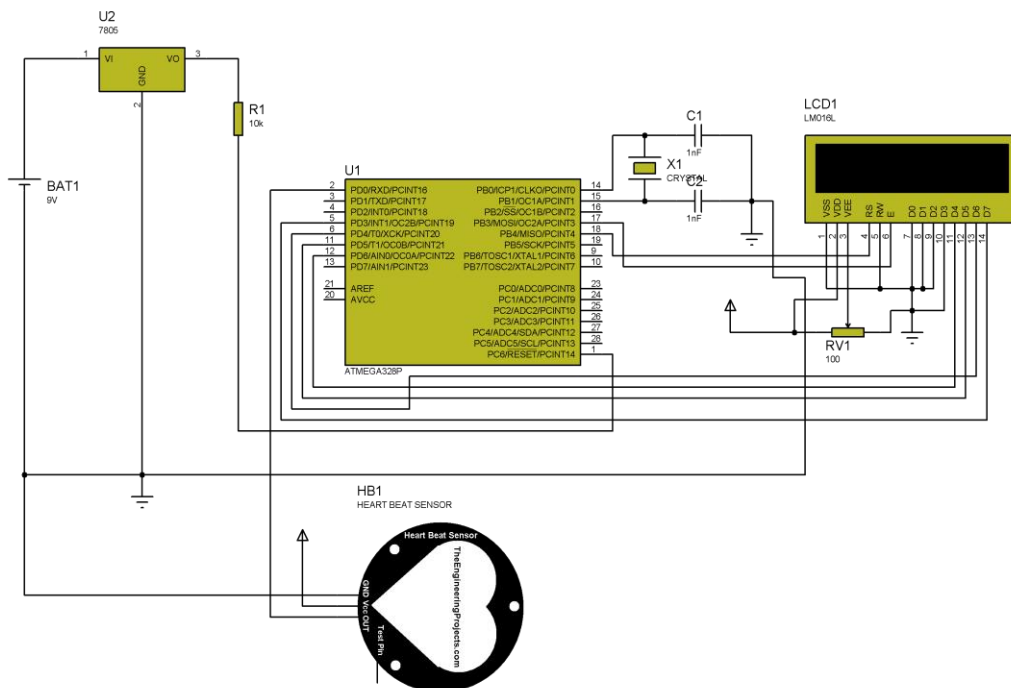 U2
7805
1
VI
VO
3
GND
2
R1
10k
BAT1
9V
U1
2
PD0/RXD/PCINT16
3
PD1/TXD/PCINT17
4
PD2/INT0/PCINT18
5
PD3/INT1/OC2B/PCINT19
6
PD4/T0/XCK/PCINT20
11
PD5/T1/OC0B/PCINT21
12
PD6/AIN0/OC0A/PCINT22
13
PD7/AIN1/PCINT23
21
AREF
20
AVCC
PB0/ICP1/CLKO/PCINT0
14
PB1/OC1A/PCINT1
15
PB2/SS/OC1B/PCINT2
16
PB3/MOSI/OC2A/PCINT3
17
PB4/MISO/PCINT4
18
PB5/SCK/PCINT5
19
PB6/TOSC1/XTAL1/PCINT6
9
PB7/TOSC2/XTAL2/PCINT7
10
PC0/ADC0/PCINT8
23
PC1/ADC1/PCINT9
24
PC2/ADC2/PCINT10
25
PC3/ADC3/PCINT11
26
PC4/ADC4/SDA/PCINT12
27
PC5/ADC5/SCL/PCINT13
28
PC6/RESET/PCINT14
1
ATMEGA328P
C1
1nF
X1
CRYSTAL
C2
1nF
LCD1
LM016L
VSS
VDD
VEE
RS
RW
E
D0
D1
D2
D3
D4
D5
D6
D7
1
2
3
4
5
6
7
8
9
10
11
12
13
14
RV1
100
HB1
HEART BEAT SENSOR
Heart Beat Sensor
TheEngineeringProjects.com
GND Vcc OUT
Test Pin